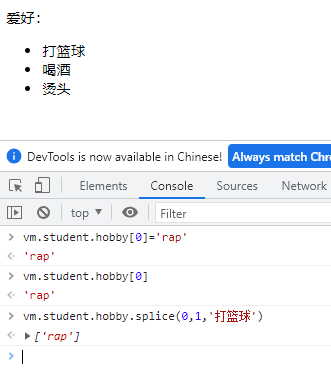 爱好：
打篮球
喝酒
烫头
DevTools is now available in Chinese! Always match Chro
Elements Console Sources Network
top Filter
vm.student.hobby[0]='rap'
'rap'
vm.student.hobby[0]
'rap'
vm.student.hobby.splice(0,1,'打篮球')
['rap']